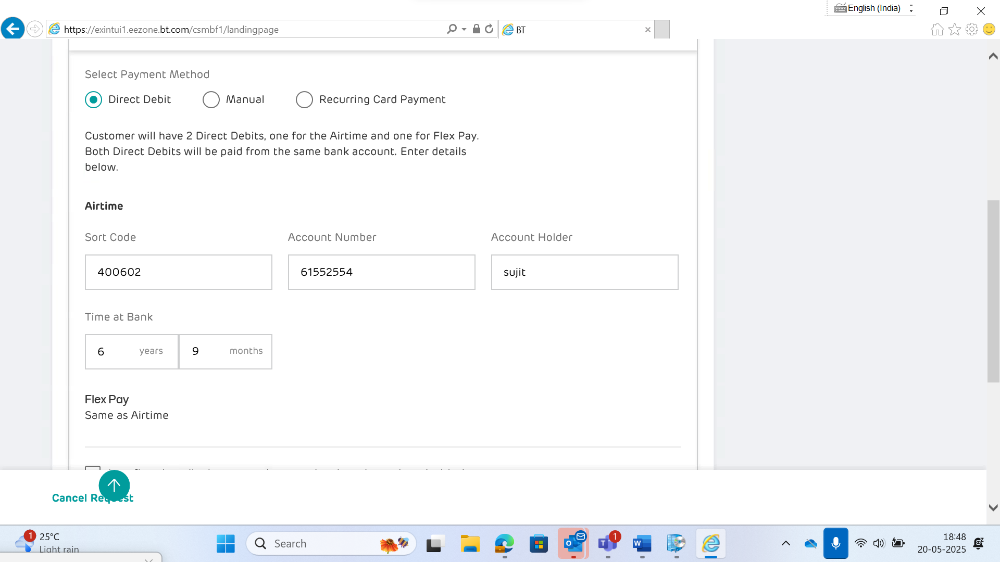 English (India)
https://exintui1.eezone.bt.com/csmbf1/landingpage
BT
Select Payment Method
Direct Debit
Manual
Recurring Card Payment
Customer will have 2 Direct Debits, one for the Airtime and one for Flex Pay.
Both Direct Debits will be paid from the same bank account. Enter details
below.
Airtime
Sort Code
Account Number
Account Holder
400602
61552554
sujit
Time at Bank
6 years
9 months
Flex Pay
Same as Airtime
Cancel Request
1
25°C
Light rain
Search
1
18:48
20-05-2025